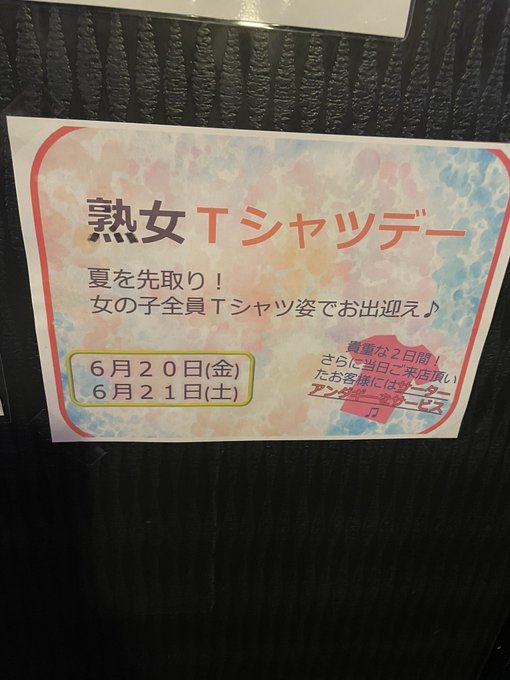 熟女Tシャツデー
夏を先取り!
女の子全員Tシャツ姿でお出迎え♪
6月20日(金)
6月21日(土)
貴重な2日間!
さらに当日ご来店頂い
たお客様にはサーター
アンダギーをサービス
♫